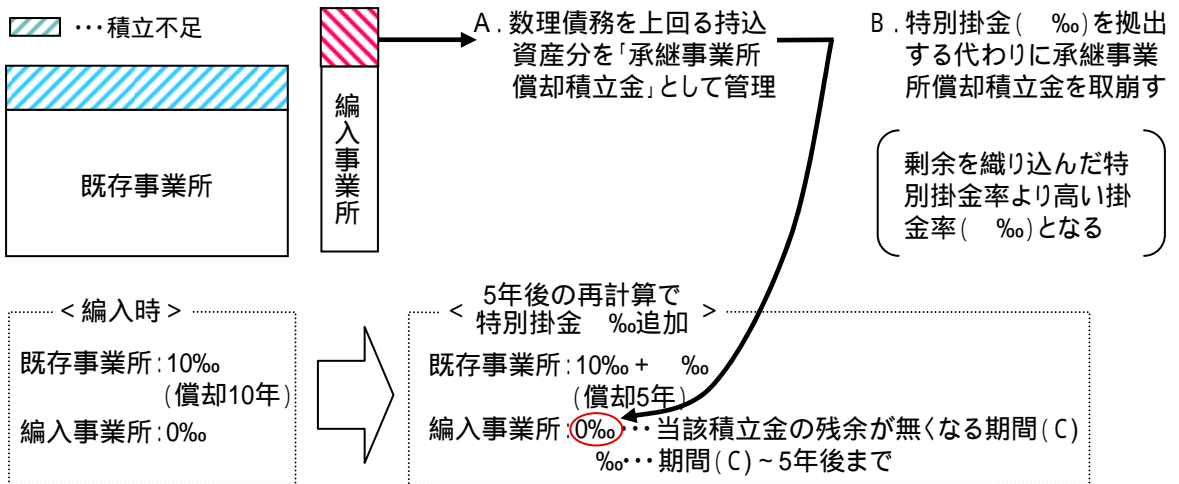 …積立不足
既存事業所
編入事業所
A.数理債務を上回る持込
資産分を「承継事業所
償却積立金」として管理
B.特別掛金( ‰)を拠出
する代わりに承継事業
所償却積立金を取崩す
剰余を織り込んだ特
別掛金率より高い掛
金率( ‰)となる
<編入時>
既存事業所:10‰
(償却10年)
編入事業所:0‰
< 5年後の再計算で
特別掛金 ‰追加 >
既存事業所:10‰+ ‰
(償却5年)
編入事業所:0‰…当該積立金の残余が無くなる期間(C)
‰…期間(C)~5年後まで